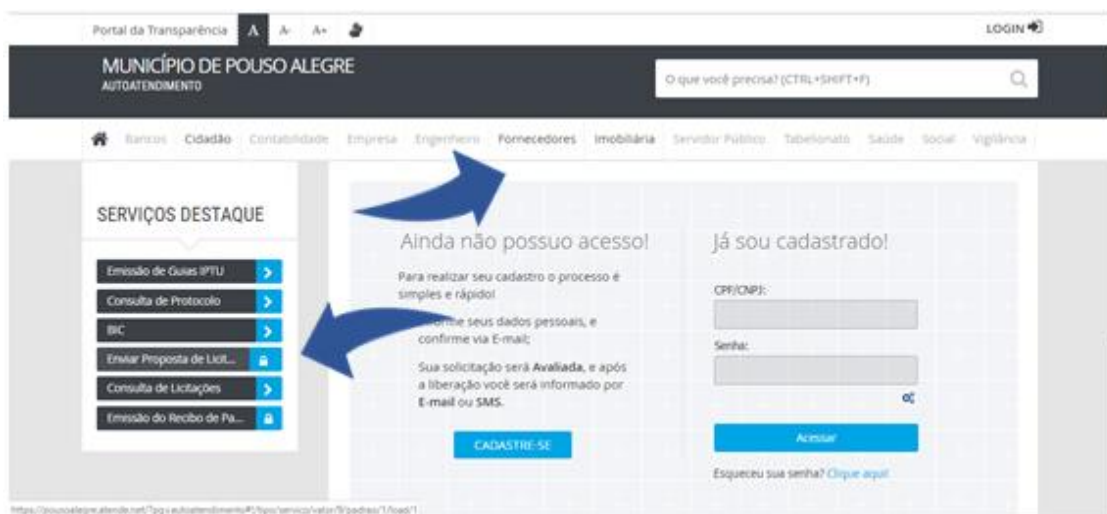 Portal da Transparência A A- A+ LOGIN
MUNICÍPIO DE POUSO ALEGRE
AUTOATENDIMENTO
O que você precisa? (CTRL+SHIFT+F)
Bancos Cidadão Contabilidade Empresa Engenheiro Fornecedores Imobiliária Servidor Público Tabelionato Saúde Social Vigilância
SERVIÇOS DESTAQUE
Emissão de Guias IPTU
Consulta de Protocolo
BIC
Enviar Proposta de Licit...
Consulta de Licitações
Emissão do Recibo de Pa...
Ainda não possuo acesso!
Para realizar seu cadastro o processo é
simples e rápido!
seus dados pessoais, e
confirme via E-mail;
Sua solicitação será Avaliada, e após
a liberação você será informado por
E-mail ou SMS.
CADASTRE-SE
Já sou cadastrado!
CPF/CNPJ:
Senha:
Acessar
Esqueceu sua senha? Clique aqui!